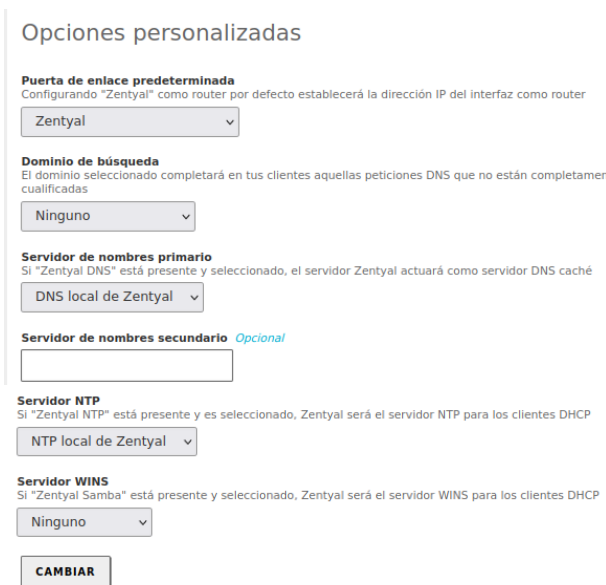 Opciones personalizadas
Puerta de enlace predeterminada
Configurando "Zentyal" como router por defecto establecerá la dirección IP del interfaz como router
Zentyal
Dominio de búsqueda
El dominio seleccionado completará en tus clientes aquellas peticiones DNS que no están completamen
cualificadas
Ninguno
Servidor de nombres primario
Si "Zentyal DNS" está presente y seleccionado, el servidor Zentyal actuará como servidor DNS caché
DNS local de Zentyal
Servidor de nombres secundario Opcional
Servidor NTP
Si "Zentyal NTP" está presente y es seleccionado, Zentyal será el servidor NTP para los clientes DHCP
NTP local de Zentyal
Servidor WINS
Si "Zentyal Samba" está presente y seleccionado, Zentyal será el servidor WINS para los clientes DHCP
Ninguno
CAMBIAR